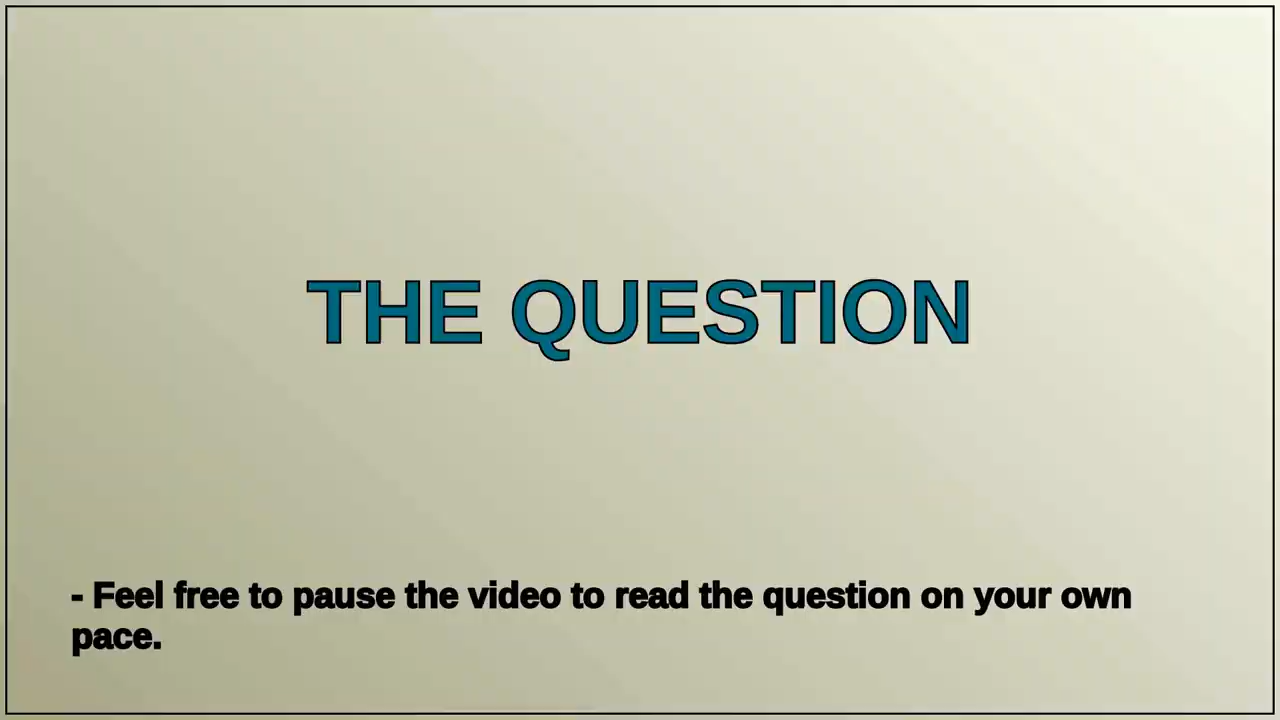 THE QUESTION
- Feel free to pause the video to read the question on your own
pace.